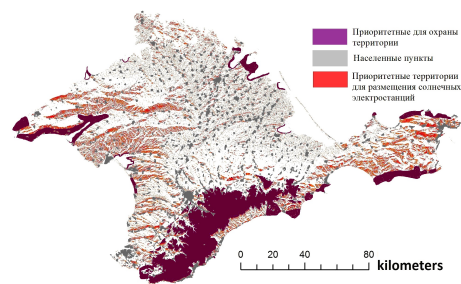 Приоритетные для охраны
территории
Населенные пункты
Приоритетные территории
для размещения солнечных
электростанций
0 20 40 80
kilometers